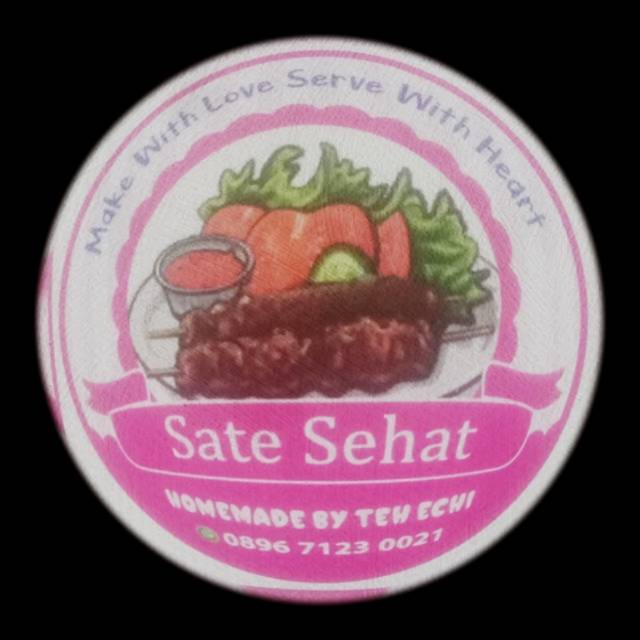 Make With Love Serve With Heart
Sate Sehat
HOMEMADE BY TEH ECHI
0896 7123 0021